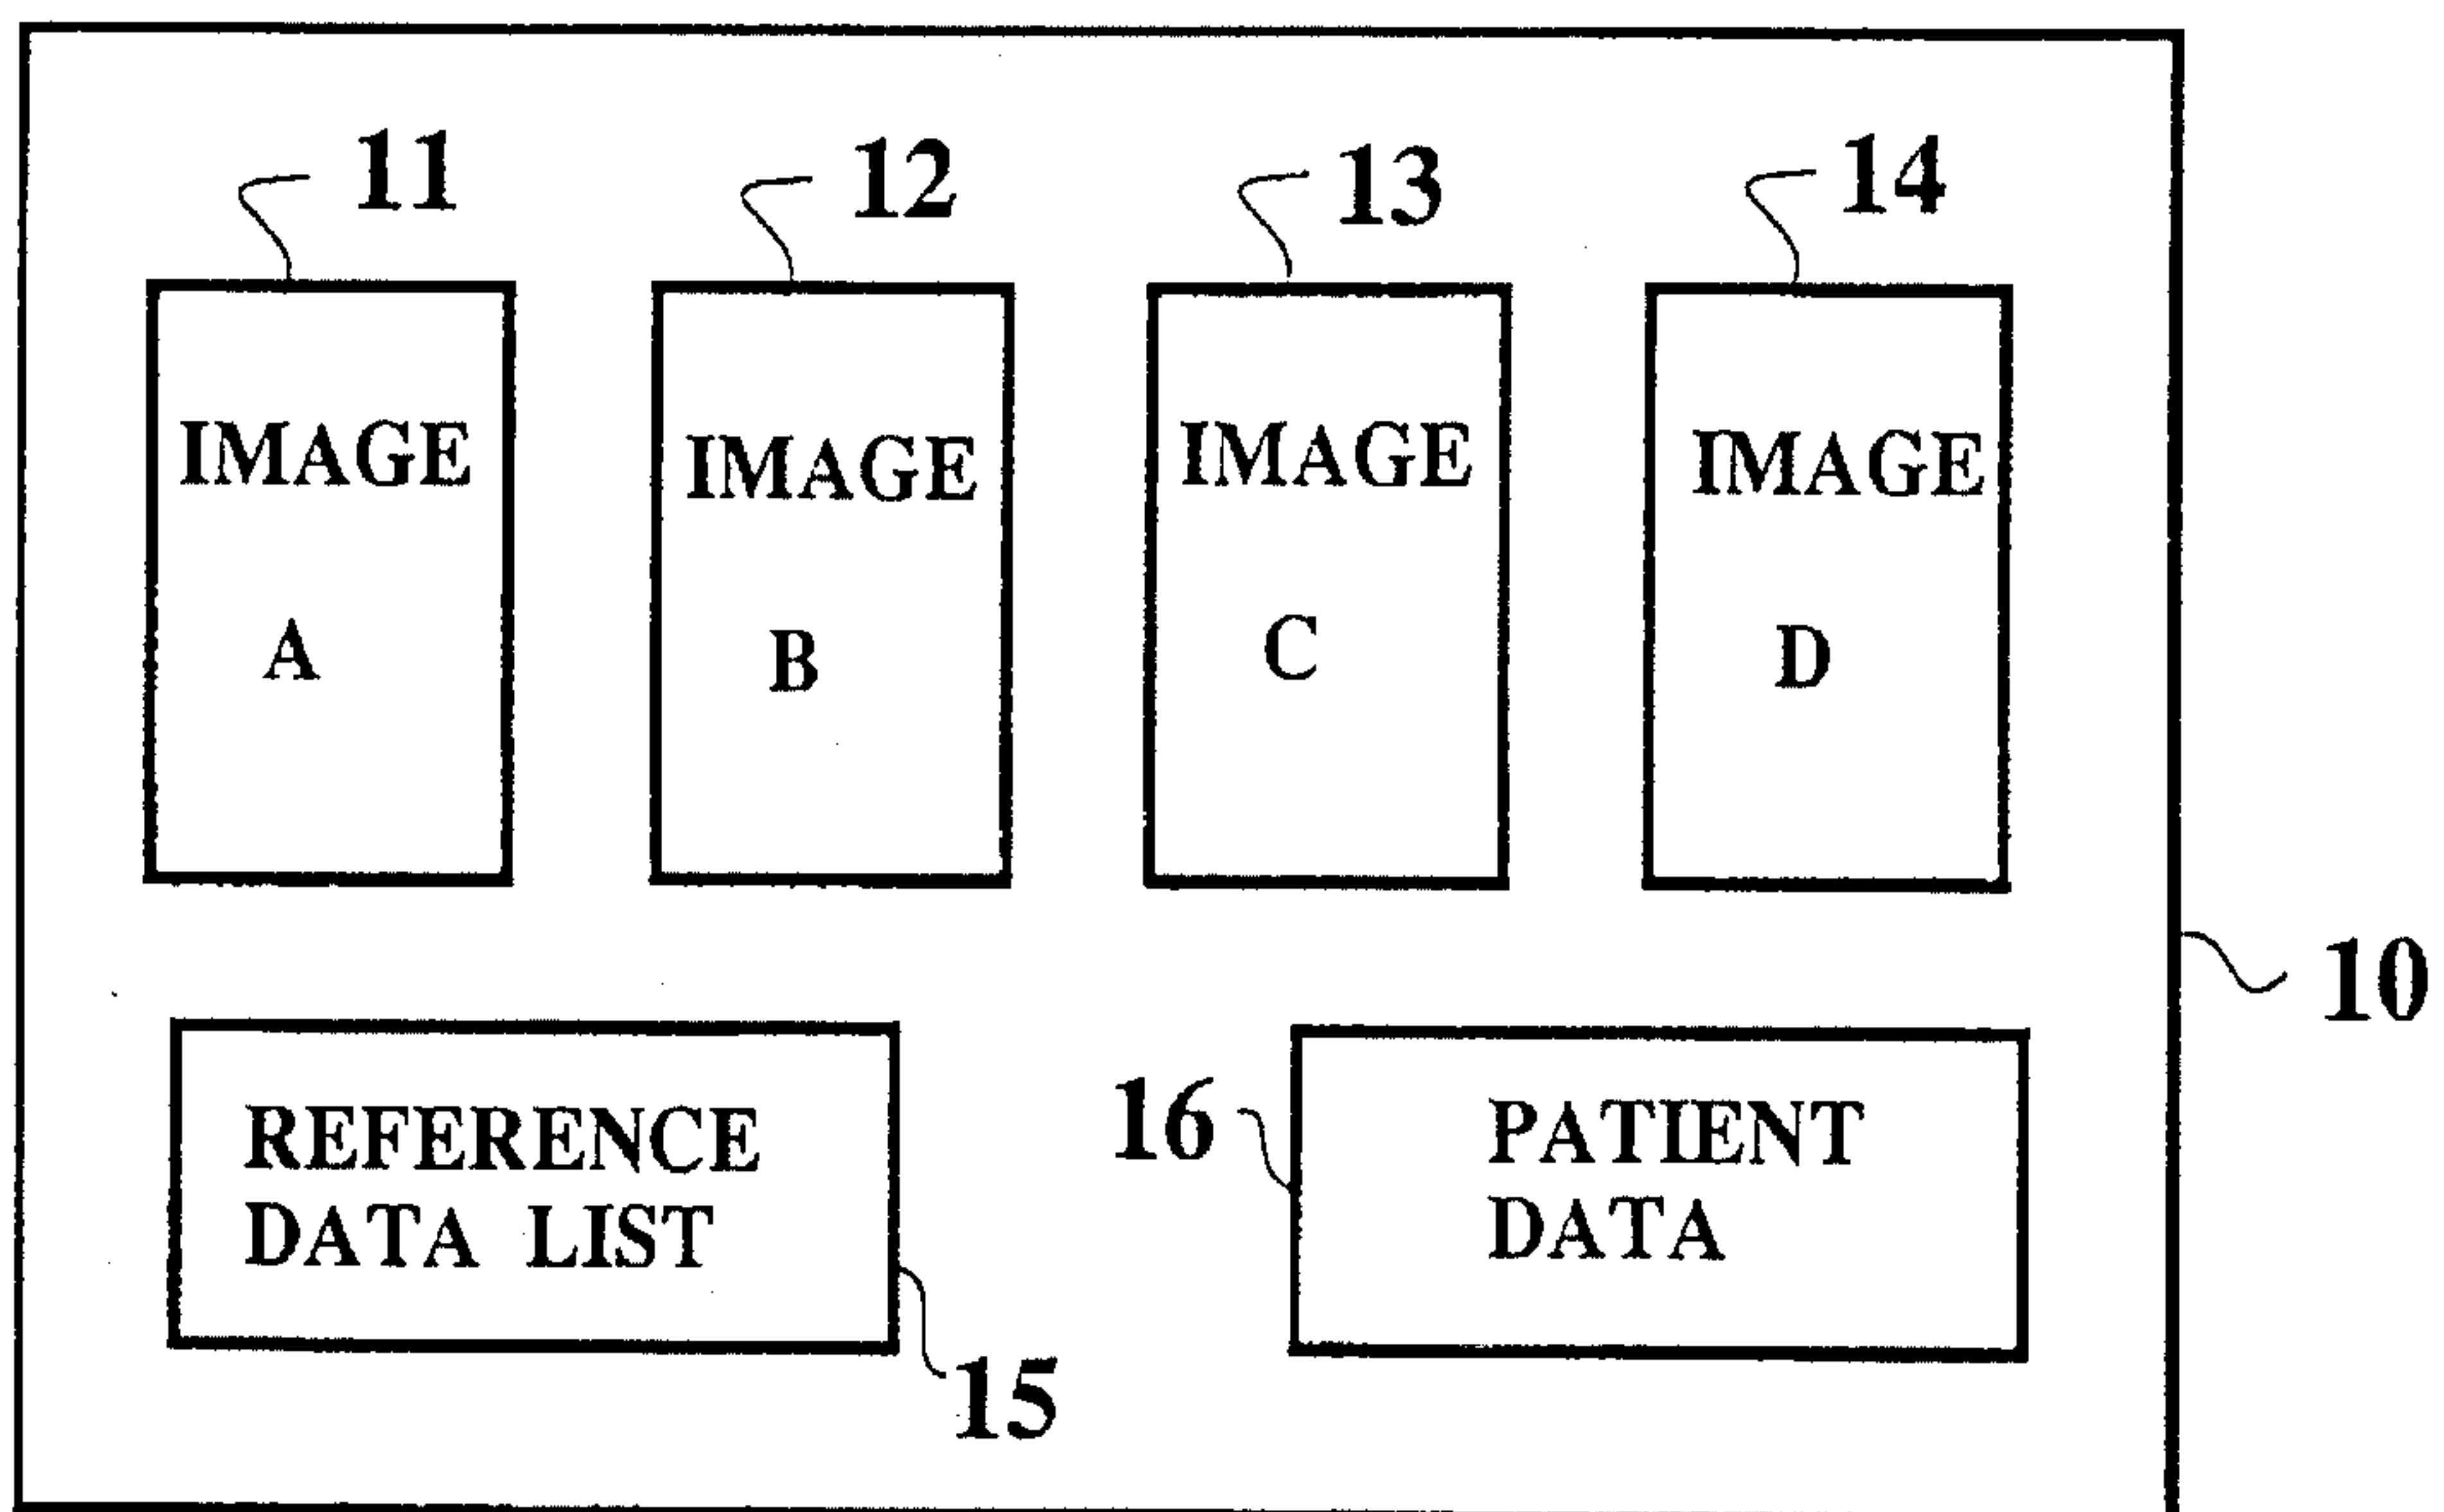 11
12
13
14
IMAGE
A
IMAGE
B
IMAGE
C
IMAGE
D
10
REFERENCE
DATA LIST
15
16
PATIENT
DATA